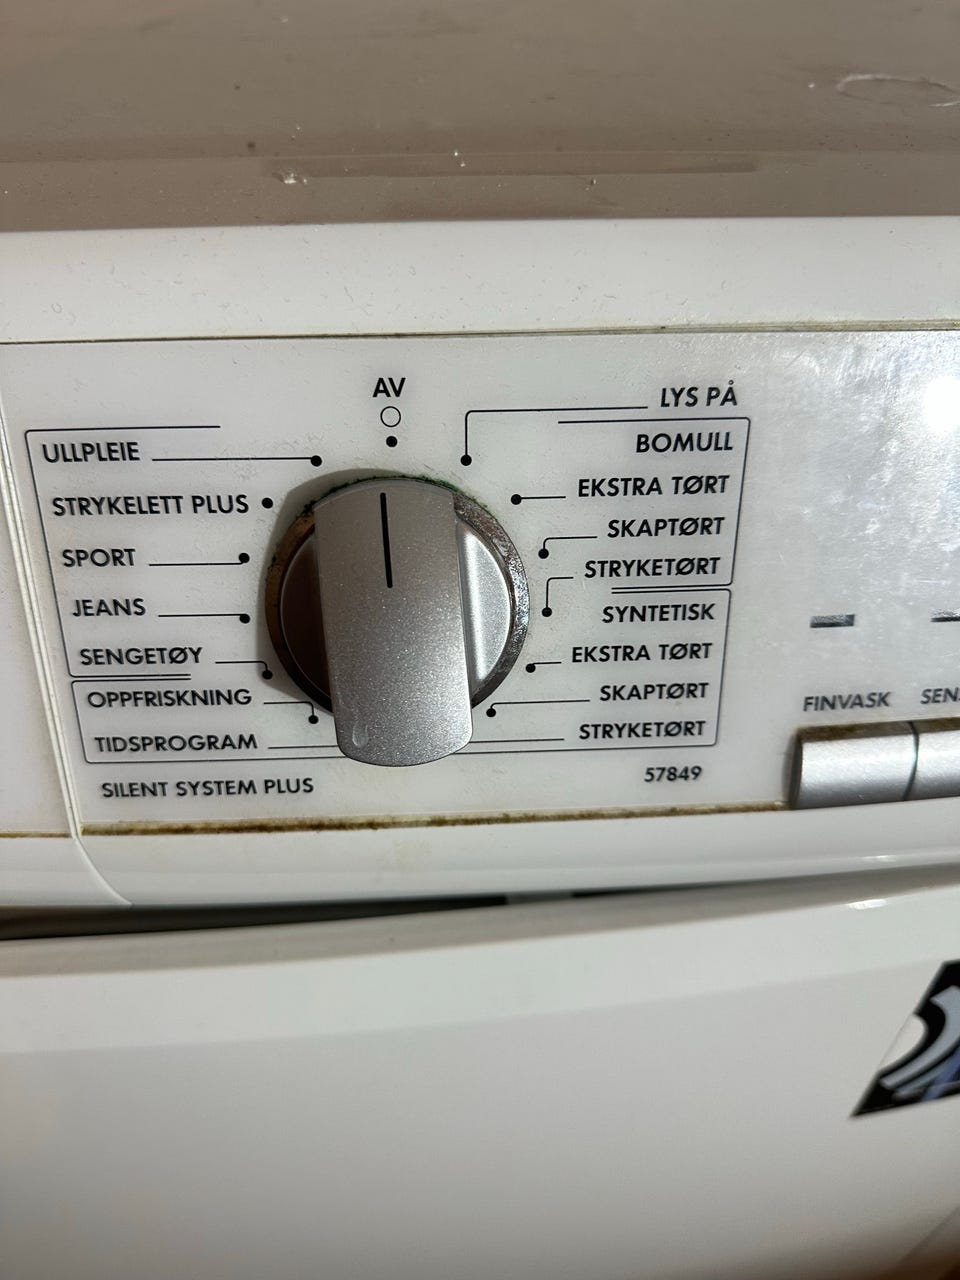 AV
LYS PÅ
ULLPLEIE
STRYKELETT PLUS
SPORT
JEANS
SENGETØY
OPPFRISKNING
TIDSPROGRAM
SILENT SYSTEM PLUS
BOMULL
EKSTRA TØRT
SKAPTØRT
STRYKETØRT
SYNTETISK
EKSTRA TØRT
SKAPTØRT
STRYKETØRT
57849
FINVASK